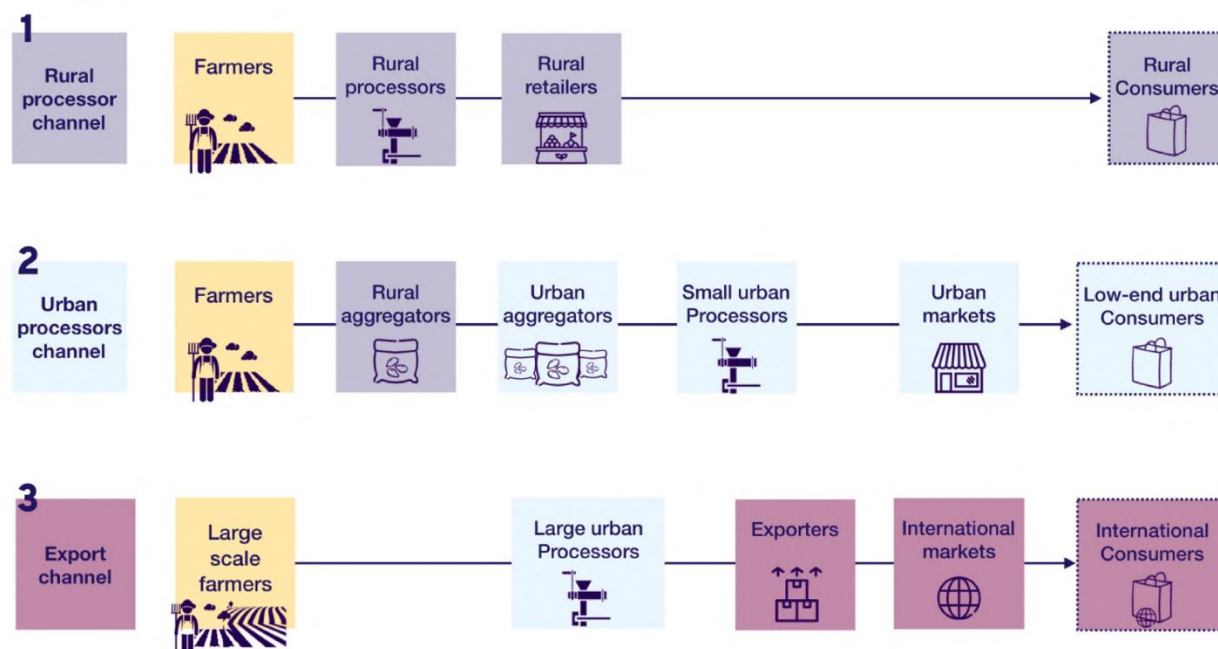 1
Rural
processor
channel
Farmers
Rural
processors
Rural
retailers
Rural
Consumers
2
Urban
processors
channel
Farmers
Rural
aggregators
Urban
aggregators
Small urban
Processors
Urban
markets
Low-end urban
Consumers
3
Export
channel
Large
scale
farmers
Large urban
Processors
Exporters
International
markets
International
Consumers